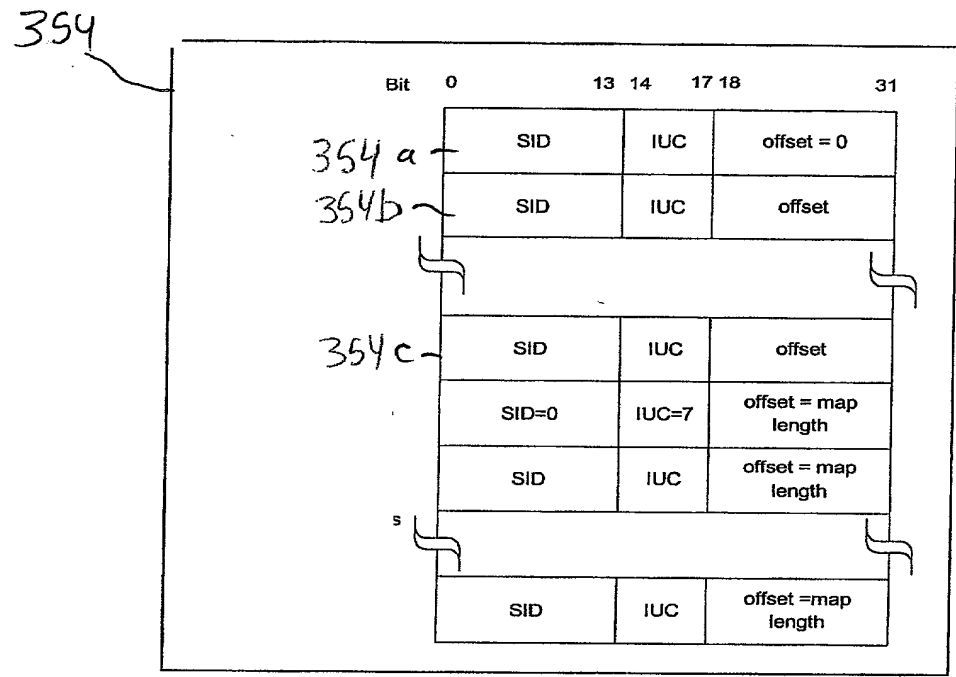 354
Bit 0 13 14 17 18 31
354a SID IUC offset = 0
354b SID IUC offset
354c SID IUC offset
SID=0 IUC=7 offset = map
length
SID IUC offset = map
length
s
SID IUC offset =map
length